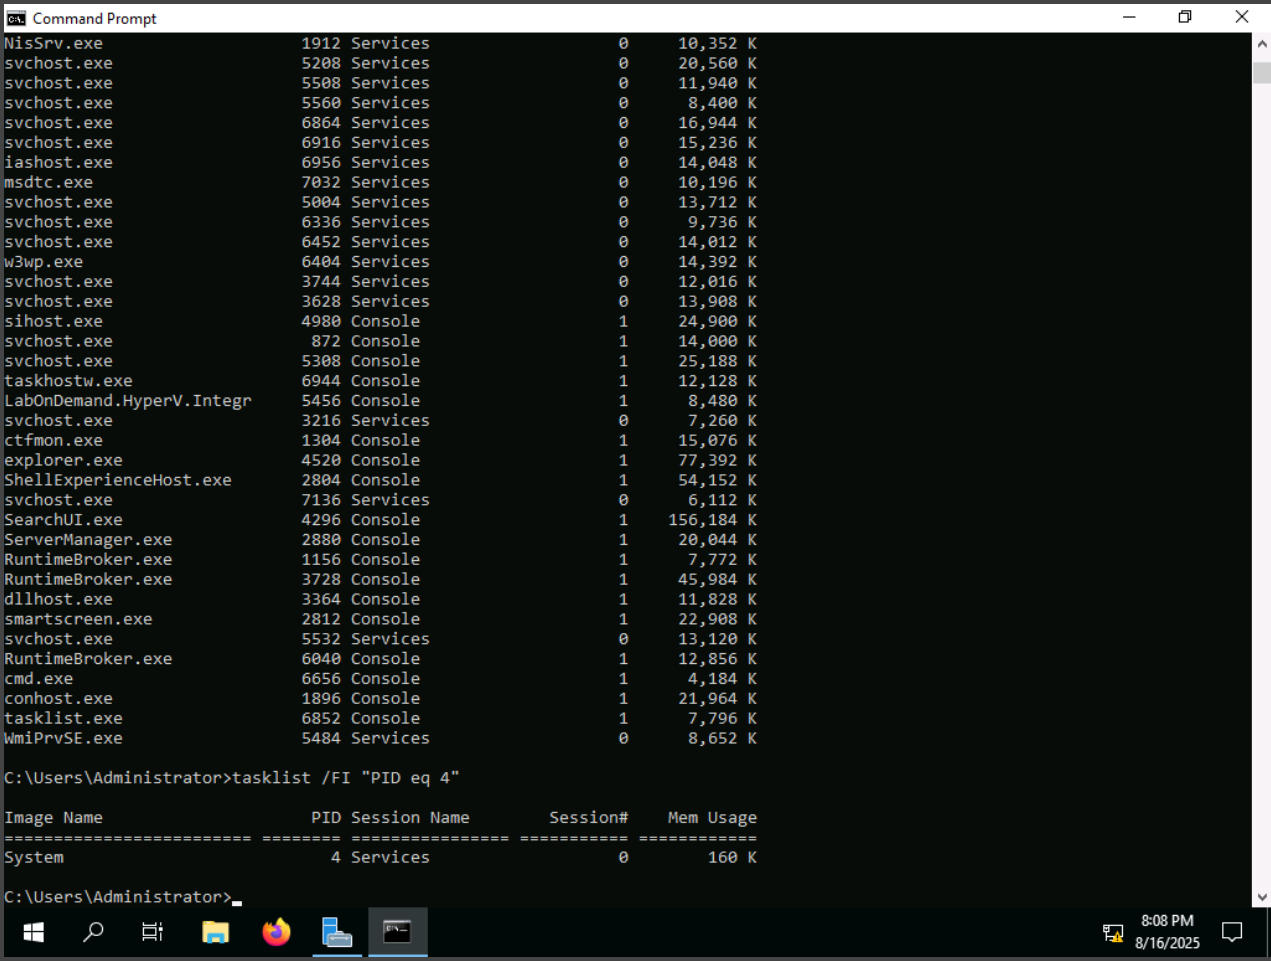 Command Prompt
NisSrv.exe                    1912 Services                   0     10,352 K
svchost.exe                   5208 Services                   0     20,560 K
svchost.exe                   5508 Services                   0     11,940 K
svchost.exe                   5560 Services                   0      8,400 K
svchost.exe                   6864 Services                   0     16,944 K
svchost.exe                   6916 Services                   0     15,236 K
iashost.exe                   6956 Services                   0     14,048 K
msdtc.exe                     7032 Services                   0     10,196 K
svchost.exe                   5004 Services                   0     13,712 K
svchost.exe                   6336 Services                   0      9,736 K
svchost.exe                   6452 Services                   0     14,012 K
w3wp.exe                      6404 Services                   0     14,392 K
svchost.exe                   3744 Services                   0     12,016 K
svchost.exe                   3628 Services                   0     13,908 K
sihost.exe                    4980 Console                    1     24,900 K
svchost.exe                    872 Console                    1     14,000 K
svchost.exe                   5308 Console                    1     25,188 K
taskhostw.exe                 6944 Console                    1     12,128 K
LabOnDemand.HyperV.Integr     5456 Console                    1      8,480 K
svchost.exe                   3216 Services                   0      7,260 K
ctfmon.exe                    1304 Console                    1     15,076 K
explorer.exe                  4520 Console                    1     77,392 K
ShellExperienceHost.exe       2804 Console                    1     54,152 K
svchost.exe                   7136 Services                   0      6,112 K
SearchUI.exe                  4296 Console                    1    156,184 K
ServerManager.exe             2880 Console                    1     20,044 K
RuntimeBroker.exe             1156 Console                    1      7,772 K
RuntimeBroker.exe             3728 Console                    1     45,984 K
dllhost.exe                   3364 Console                    1     11,828 K
smartscreen.exe               2812 Console                    1     22,908 K
svchost.exe                   5532 Services                   0     13,120 K
RuntimeBroker.exe             6040 Console                    1     12,856 K
cmd.exe                       6656 Console                    1      4,184 K
conhost.exe                   1896 Console                    1     21,964 K
tasklist.exe                  6852 Console                    1      7,796 K
WmiPrvSE.exe                  5484 Services                   0      8,652 K
C:\Users\Administrator>tasklist /FI "PID eq 4"
Image Name                     PID Session Name        Session#    Mem Usage
========================= ======== ================ =========== ============
System                           4 Services                   0        160 K
C:\Users\Administrator>
8:08 PM
8/16/2025